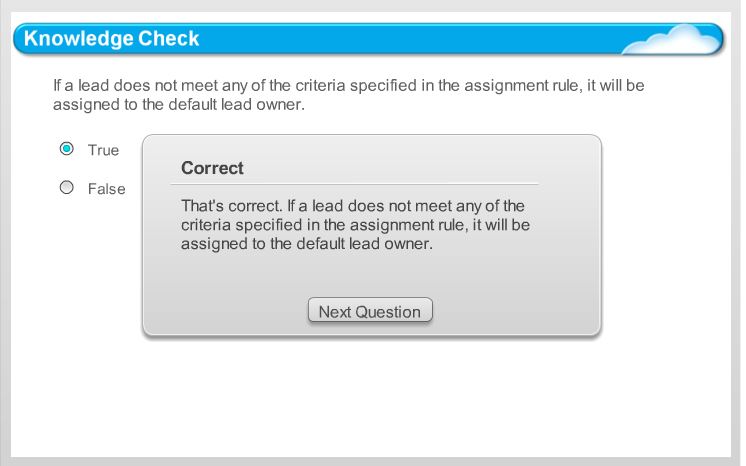 Knowledge Check
If a lead does not meet any of the criteria specified in the assignment rule, it will be
assigned to the default lead owner.
True
False
Correct
That's correct. If a lead does not meet any of the
criteria specified in the assignment rule, it will be
assigned to the default lead owner.
Next Question